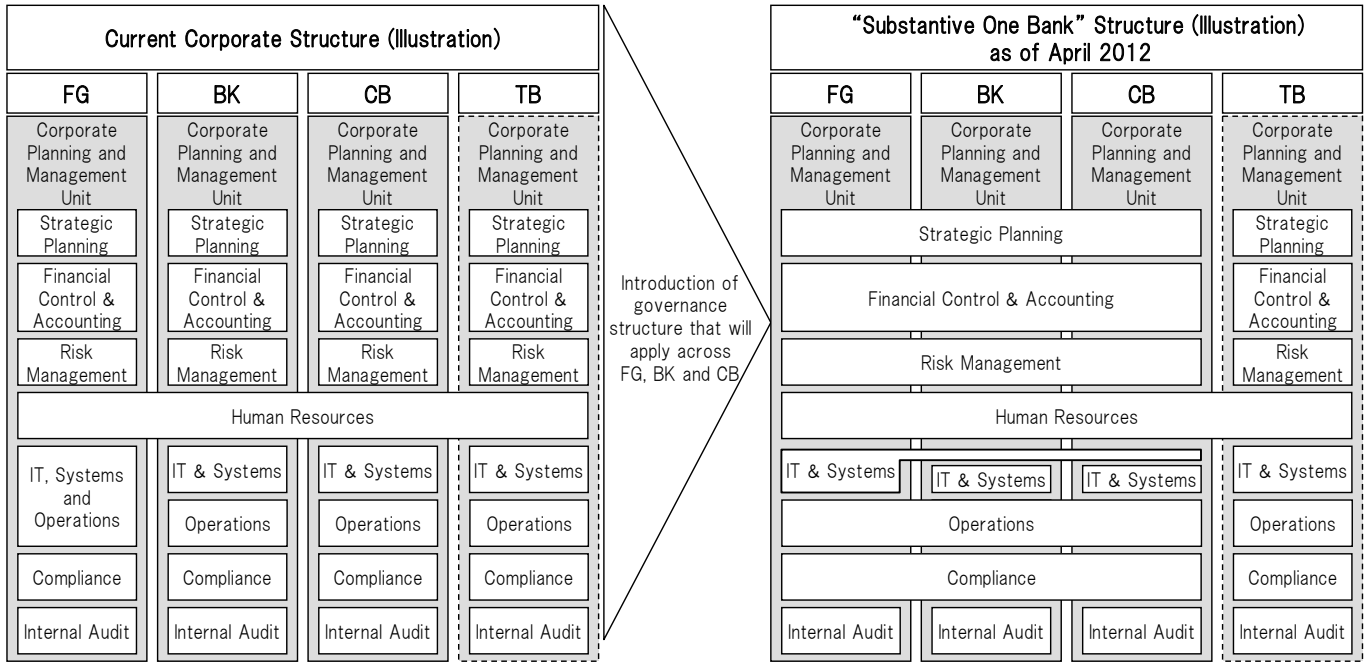 Current Corporate Structure (Illustration)
FG
BK
CB
TB
Corporate
Planning and
Management
Unit
Corporate
Planning and
Management
Unit
Corporate
Planning and
Management
Unit
Corporate
Planning and
Management
Unit
Strategic
Planning
Strategic
Planning
Strategic
Planning
Strategic
Planning
Financial
Control &
Accounting
Financial
Control &
Accounting
Financial
Control &
Accounting
Financial
Control &
Accounting
Risk
Management
Risk
Management
Risk
Management
Risk
Management
Human Resources
IT, Systems
and
Operations
IT & Systems
IT & Systems
IT & Systems
Operations
Operations
Operations
Compliance
Compliance
Compliance
Compliance
Internal Audit
Internal Audit
Internal Audit
Internal Audit
Introduction of
governance
structure that will
apply across
FG, BK and CB
“Substantive One Bank” Structure (Illustration)
as of April 2012
FG
BK
CB
TB
Corporate
Planning and
Management
Unit
Corporate
Planning and
Management
Unit
Corporate
Planning and
Management
Unit
Corporate
Planning and
Management
Unit
Strategic Planning
Strategic
Planning
Financial Control & Accounting
Financial
Control &
Accounting
Risk Management
Risk
Management
Human Resources
IT & Systems
IT & Systems
IT & Systems
IT & Systems
Operations
Operations
Compliance
Compliance
Internal Audit
Internal Audit
Internal Audit
Internal Audit